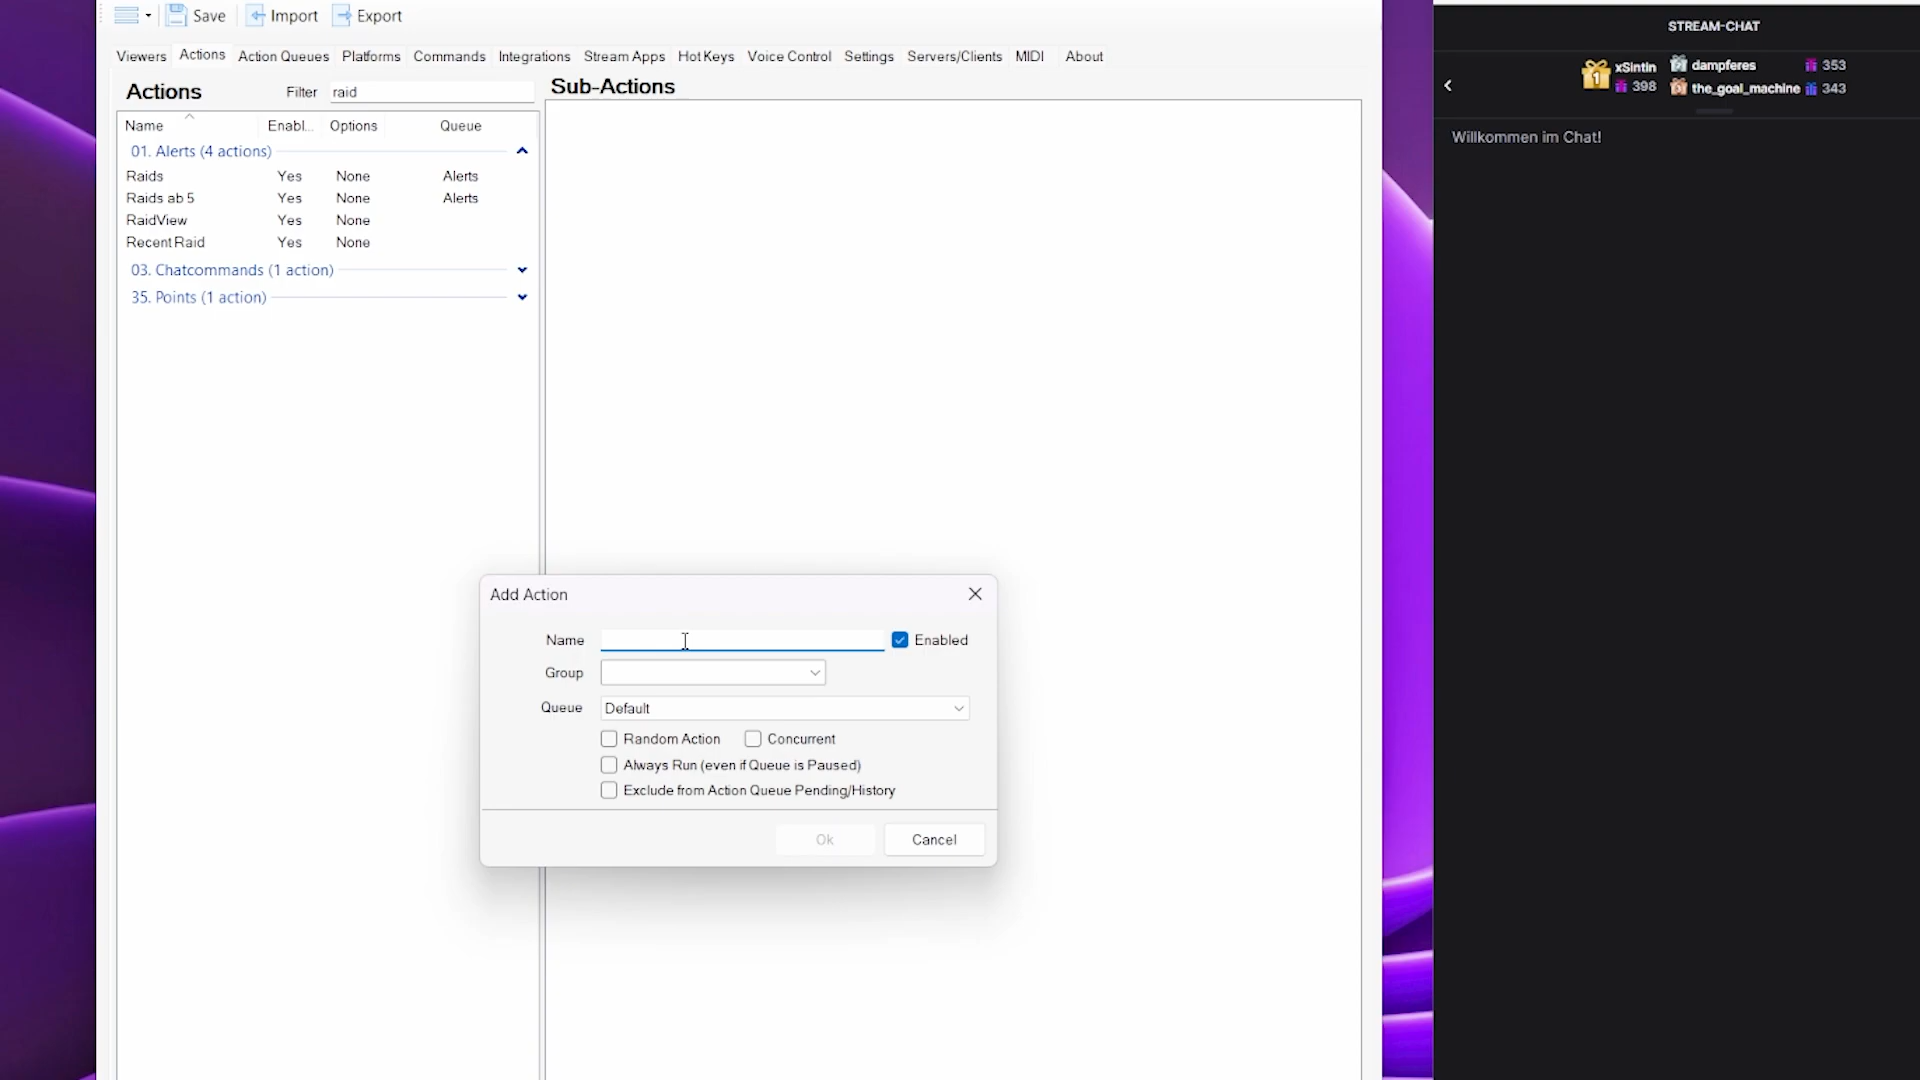 Save Import Export
Viewers Actions Action Queues Platforms Commands Integrations Stream Apps Hot Keys Voice Control Settings Servers/Clients MIDI About
Actions Filter raid
Name Enabl... Options Queue
01. Alerts (4 actions)
Raids Yes None Alerts
Raids ab 5 Yes None Alerts
RaidView Yes None
Recent Raid Yes None
03. Chatcommands (1 action)
35. Points (1 action)
Sub-Actions
Add Action
Name Enabled
Group
Queue Default
Random Action Concurrent
Always Run (even if Queue is Paused)
Exclude from Action Queue Pending/History
Ok Cancel
STREAM-CHAT
1 xSintin 398
2 dampferes 353
3 the_goal_machine 343
Willkommen im Chat!